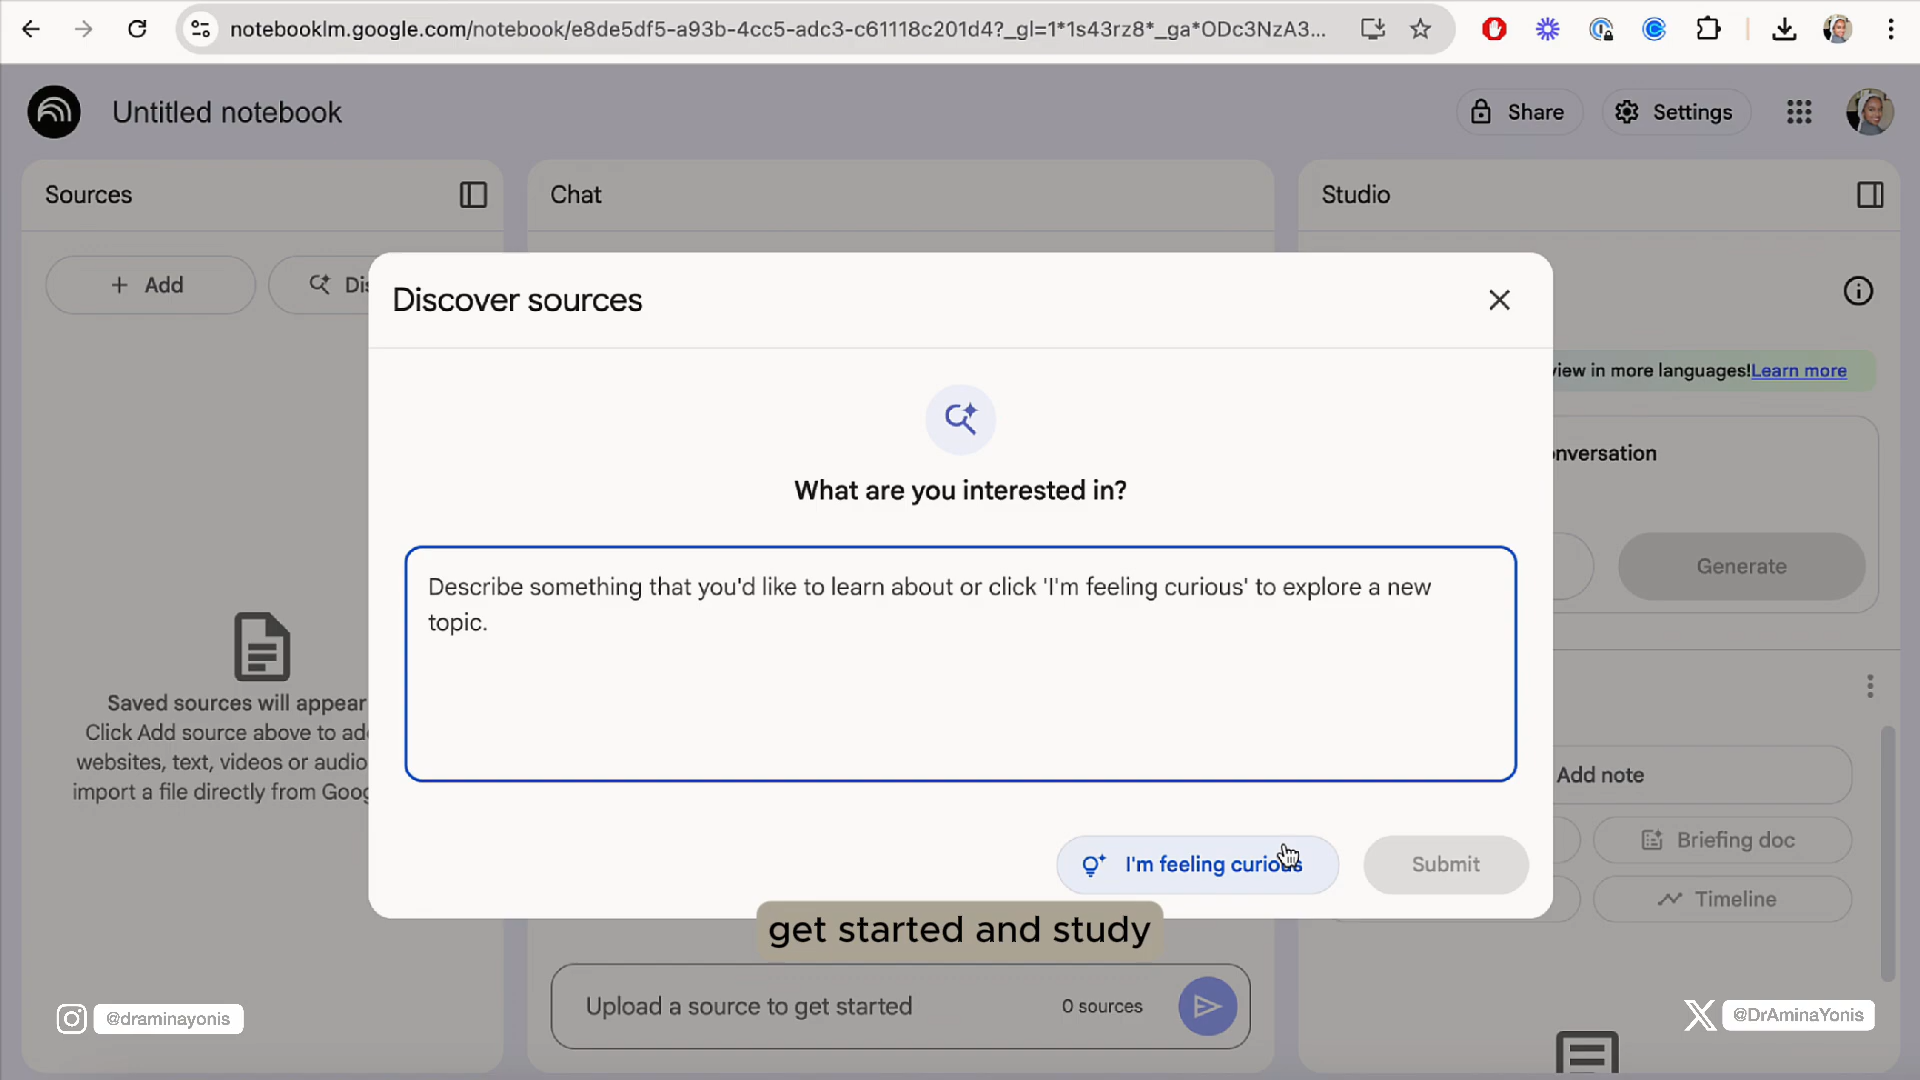 notebooklm.google.com/notebook/e8de5df5-a93b-4cc5-adc3-c61118c201d4?_gl=1*1s43rz8*_ga*ODc3NzA3...
Untitled notebook
Share
Settings
Sources
Chat
Studio
+ Add
Dis
Discover sources
view in more languages!Learn more
What are you interested in?
onversation
Describe something that you'd like to learn about or click 'I'm feeling curious' to explore a new
topic.
Generate
Saved sources will appear
Click Add source above to add
websites, text, videos or audio
import a file directly from Goog
Add note
Briefing doc
I'm feeling curious
Submit
Timeline
get started and study
Upload a source to get started
0 sources
@draminayonis
@DrAminaYonis